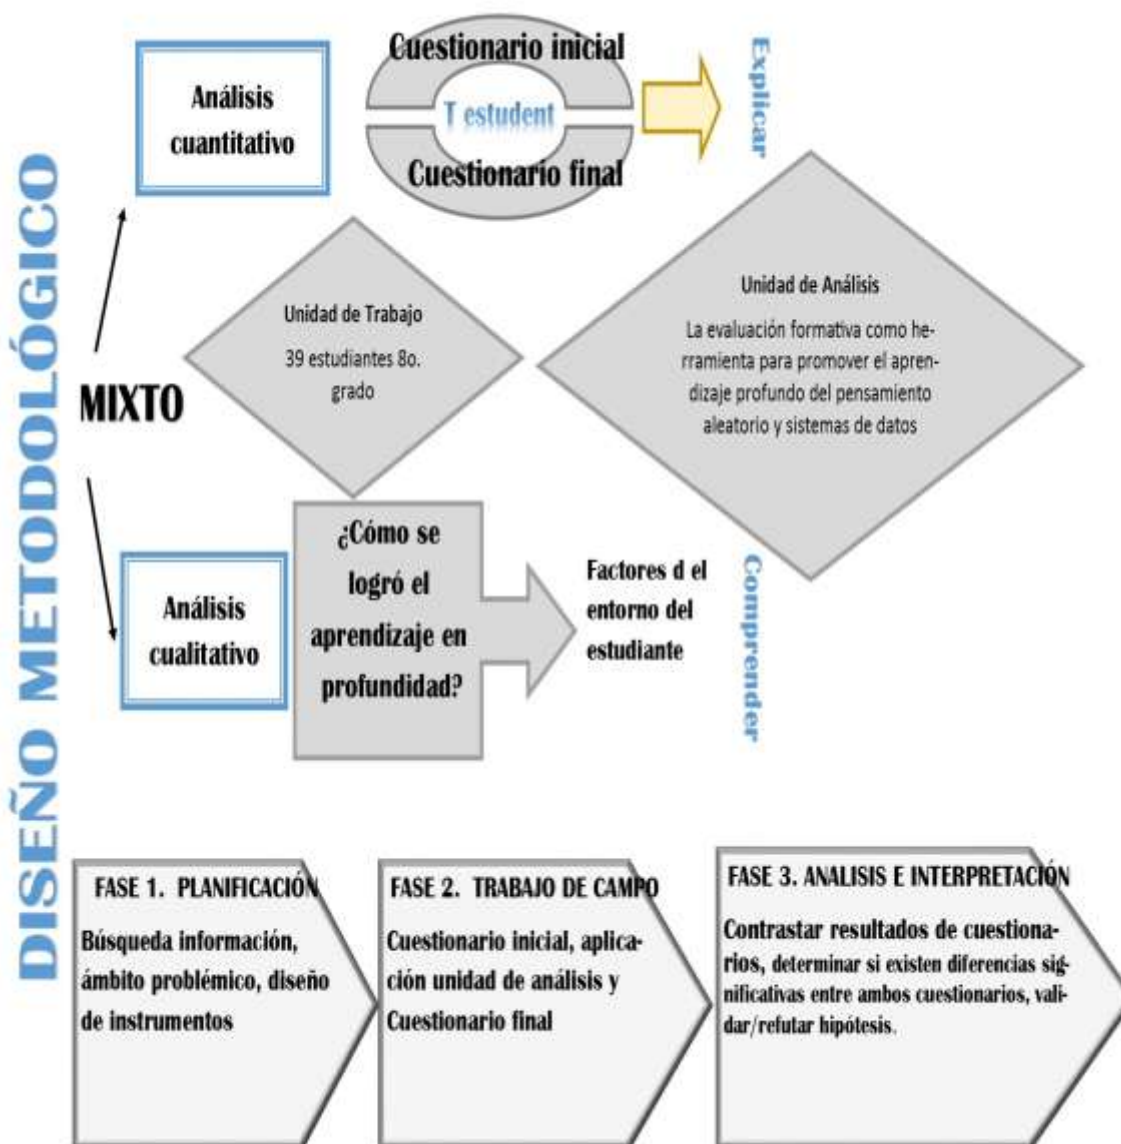 DISEÑO METODOLÓGICO
MIXTO
Análisis
cuantitativo
Cuestionario inicial
T estudent
Cuestionario final
Explicar
Unidad de Trabajo
39 estudiantes 8o.
grado
Unidad de Análisis
La evaluación formativa como he-
rramienta para promover el apren-
dizaje profundo del pensamiento
aleatorio y sistemas de datos
Análisis
cualitativo
¿Cómo se
logró el
aprendizaje en
profundidad?
Factores d el
entorno del
estudiante
Comprender
FASE 1. PLANIFICACIÓN
Búsqueda información,
ámbito problémico, diseño
de instrumentos
FASE 2. TRABAJO DE CAMPO
Cuestionario inicial, aplica-
ción unidad de análisis y
Cuestionario final
FASE 3. ANALISIS E INTERPRETACIÓN
Contrastar resultados de cuestiona-
rios, determinar si existen diferencias sig-
nificativas entre ambos cuestionarios, vali-
dar/refutar hipótesis.